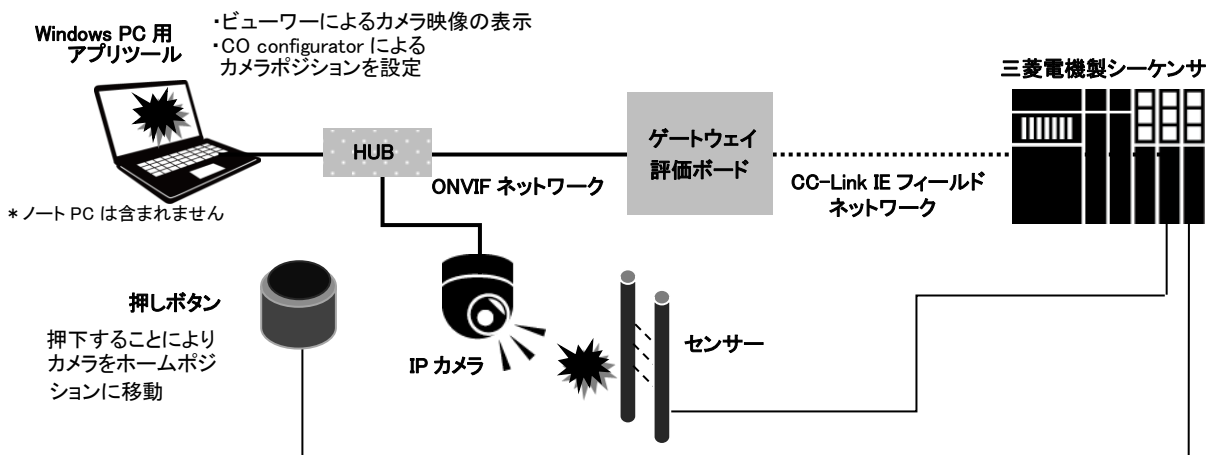 Windows PC 用
アプリツール
・ビューワーによるカメラ映像の表示
・CO configurator による
カメラポジションを設定
三菱電機製シーケンサ
HUB
ゲートウェイ
評価ボード
ONVIF ネットワーク
CC-Link IE フィールド
ネットワーク
*ノート PC は含まれません
押しボタン
押下することにより
カメラをホームポジ
ションに移動
IP カメラ
センサー